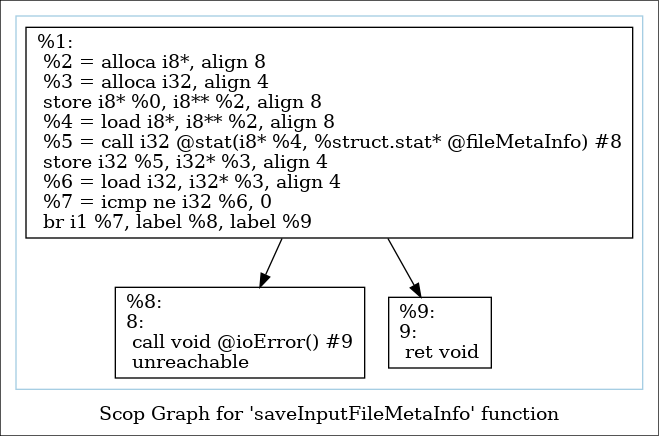 %1:
%2 = alloca i8*, align 8
%3 = alloca i32, align 4
store i8* %0, i8** %2, align 8
%4 = load i8*, i8** %2, align 8
%5 = call i32 @stat(i8* %4, %struct.stat* @fileMetaInfo) #8
store i32 %5, i32* %3, align 4
%6 = load i32, i32* %3, align 4
%7 = icmp ne i32 %6, 0
br i1 %7, label %8, label %9
%8:
8:
call void @ioError() #9
unreachable
%9:
9:
ret void
Scop Graph for 'saveInputFileMetaInfo' function